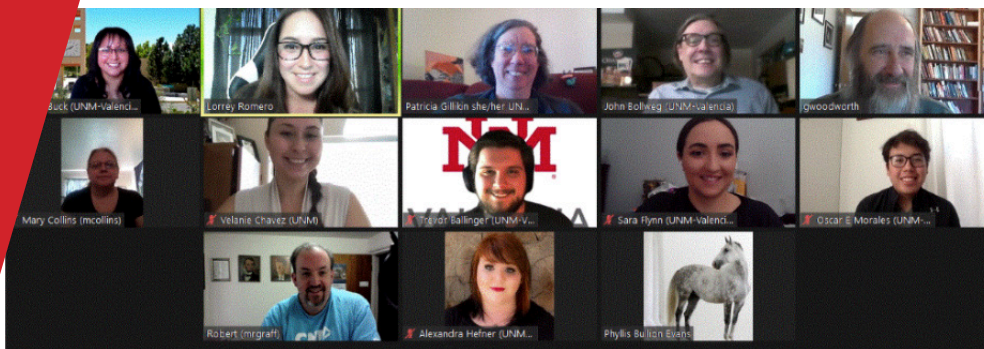 Buck (UNM-Valenci...
Lorrey Romero
Patricia Gillikin she/her UN...
John Bollweg (UNM-Valencia)
gwoodworth
Mary Collins (mcollins)
Velanie Chavez (UNM)
Trevor Ballinger (UNM-V...
Sara Flynn (UNM-Valenci...
Oscar E Morales (UNM-...
Robert (mrgraff)
Alexandra Hefner (UNM...
Phyllis Bullion Evans